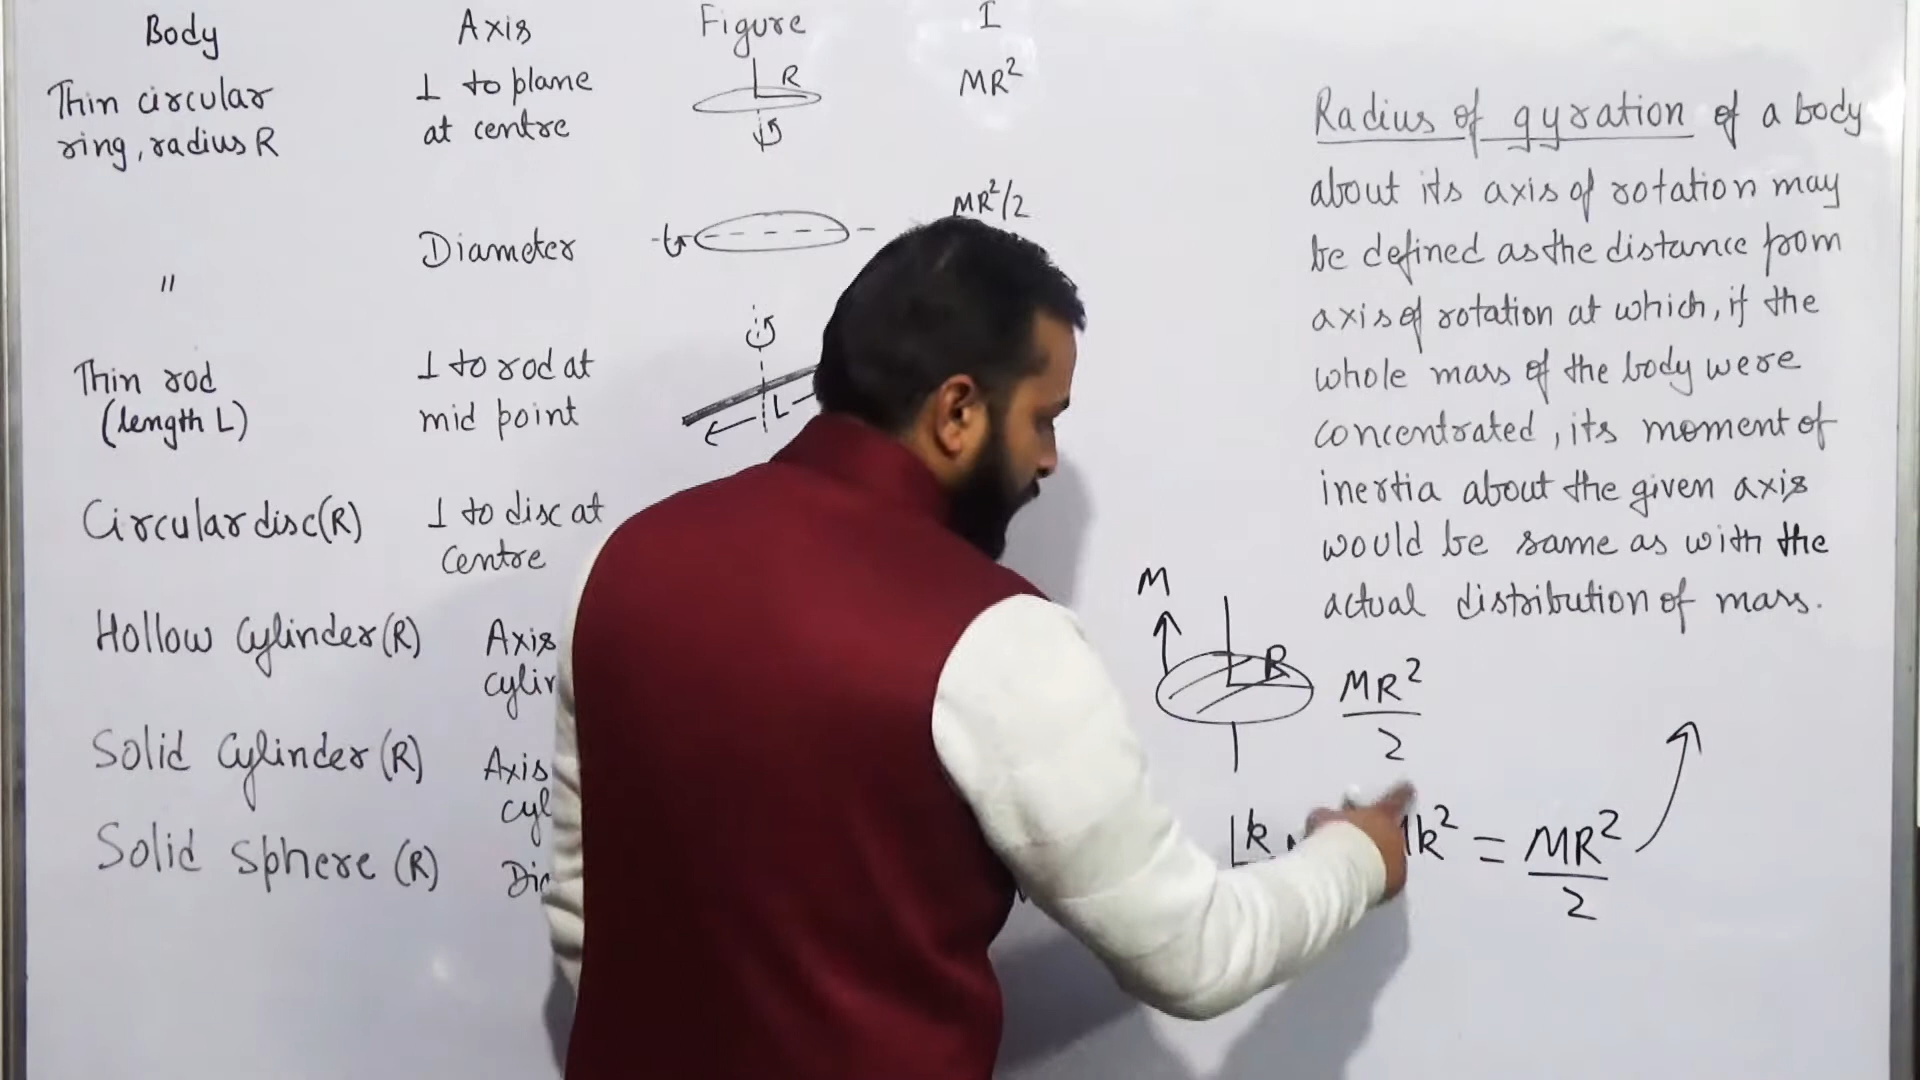 Body Axis Figure I
Thin circular
ring, radius R
⊥ to plane
at centre
R
MR²
"
Diameter
MR²/2
Thin rod
(length L)
⊥ to rod at
mid point
L
Circular disc(R)
⊥ to disc at
centre
Hollow Cylinder(R)
Solid Cylinder(R)
Solid sphere (R)
Radius of gyration of a body
about its axis of rotation may
be defined as the distance from
axis of rotation at which, if the
whole mass of the body were
concentrated, its moment of
inertia about the given axis
would be same as with the
actual distribution of mass.
M
R
MR²
2
k
k² = MR²
2